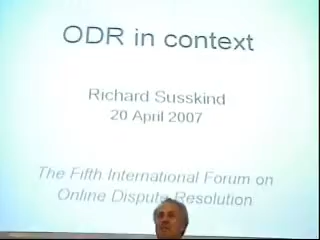 ODR in context
Richard Susskind
20 April 2007
The Fifth International Forum on
Online Dispute Resolution